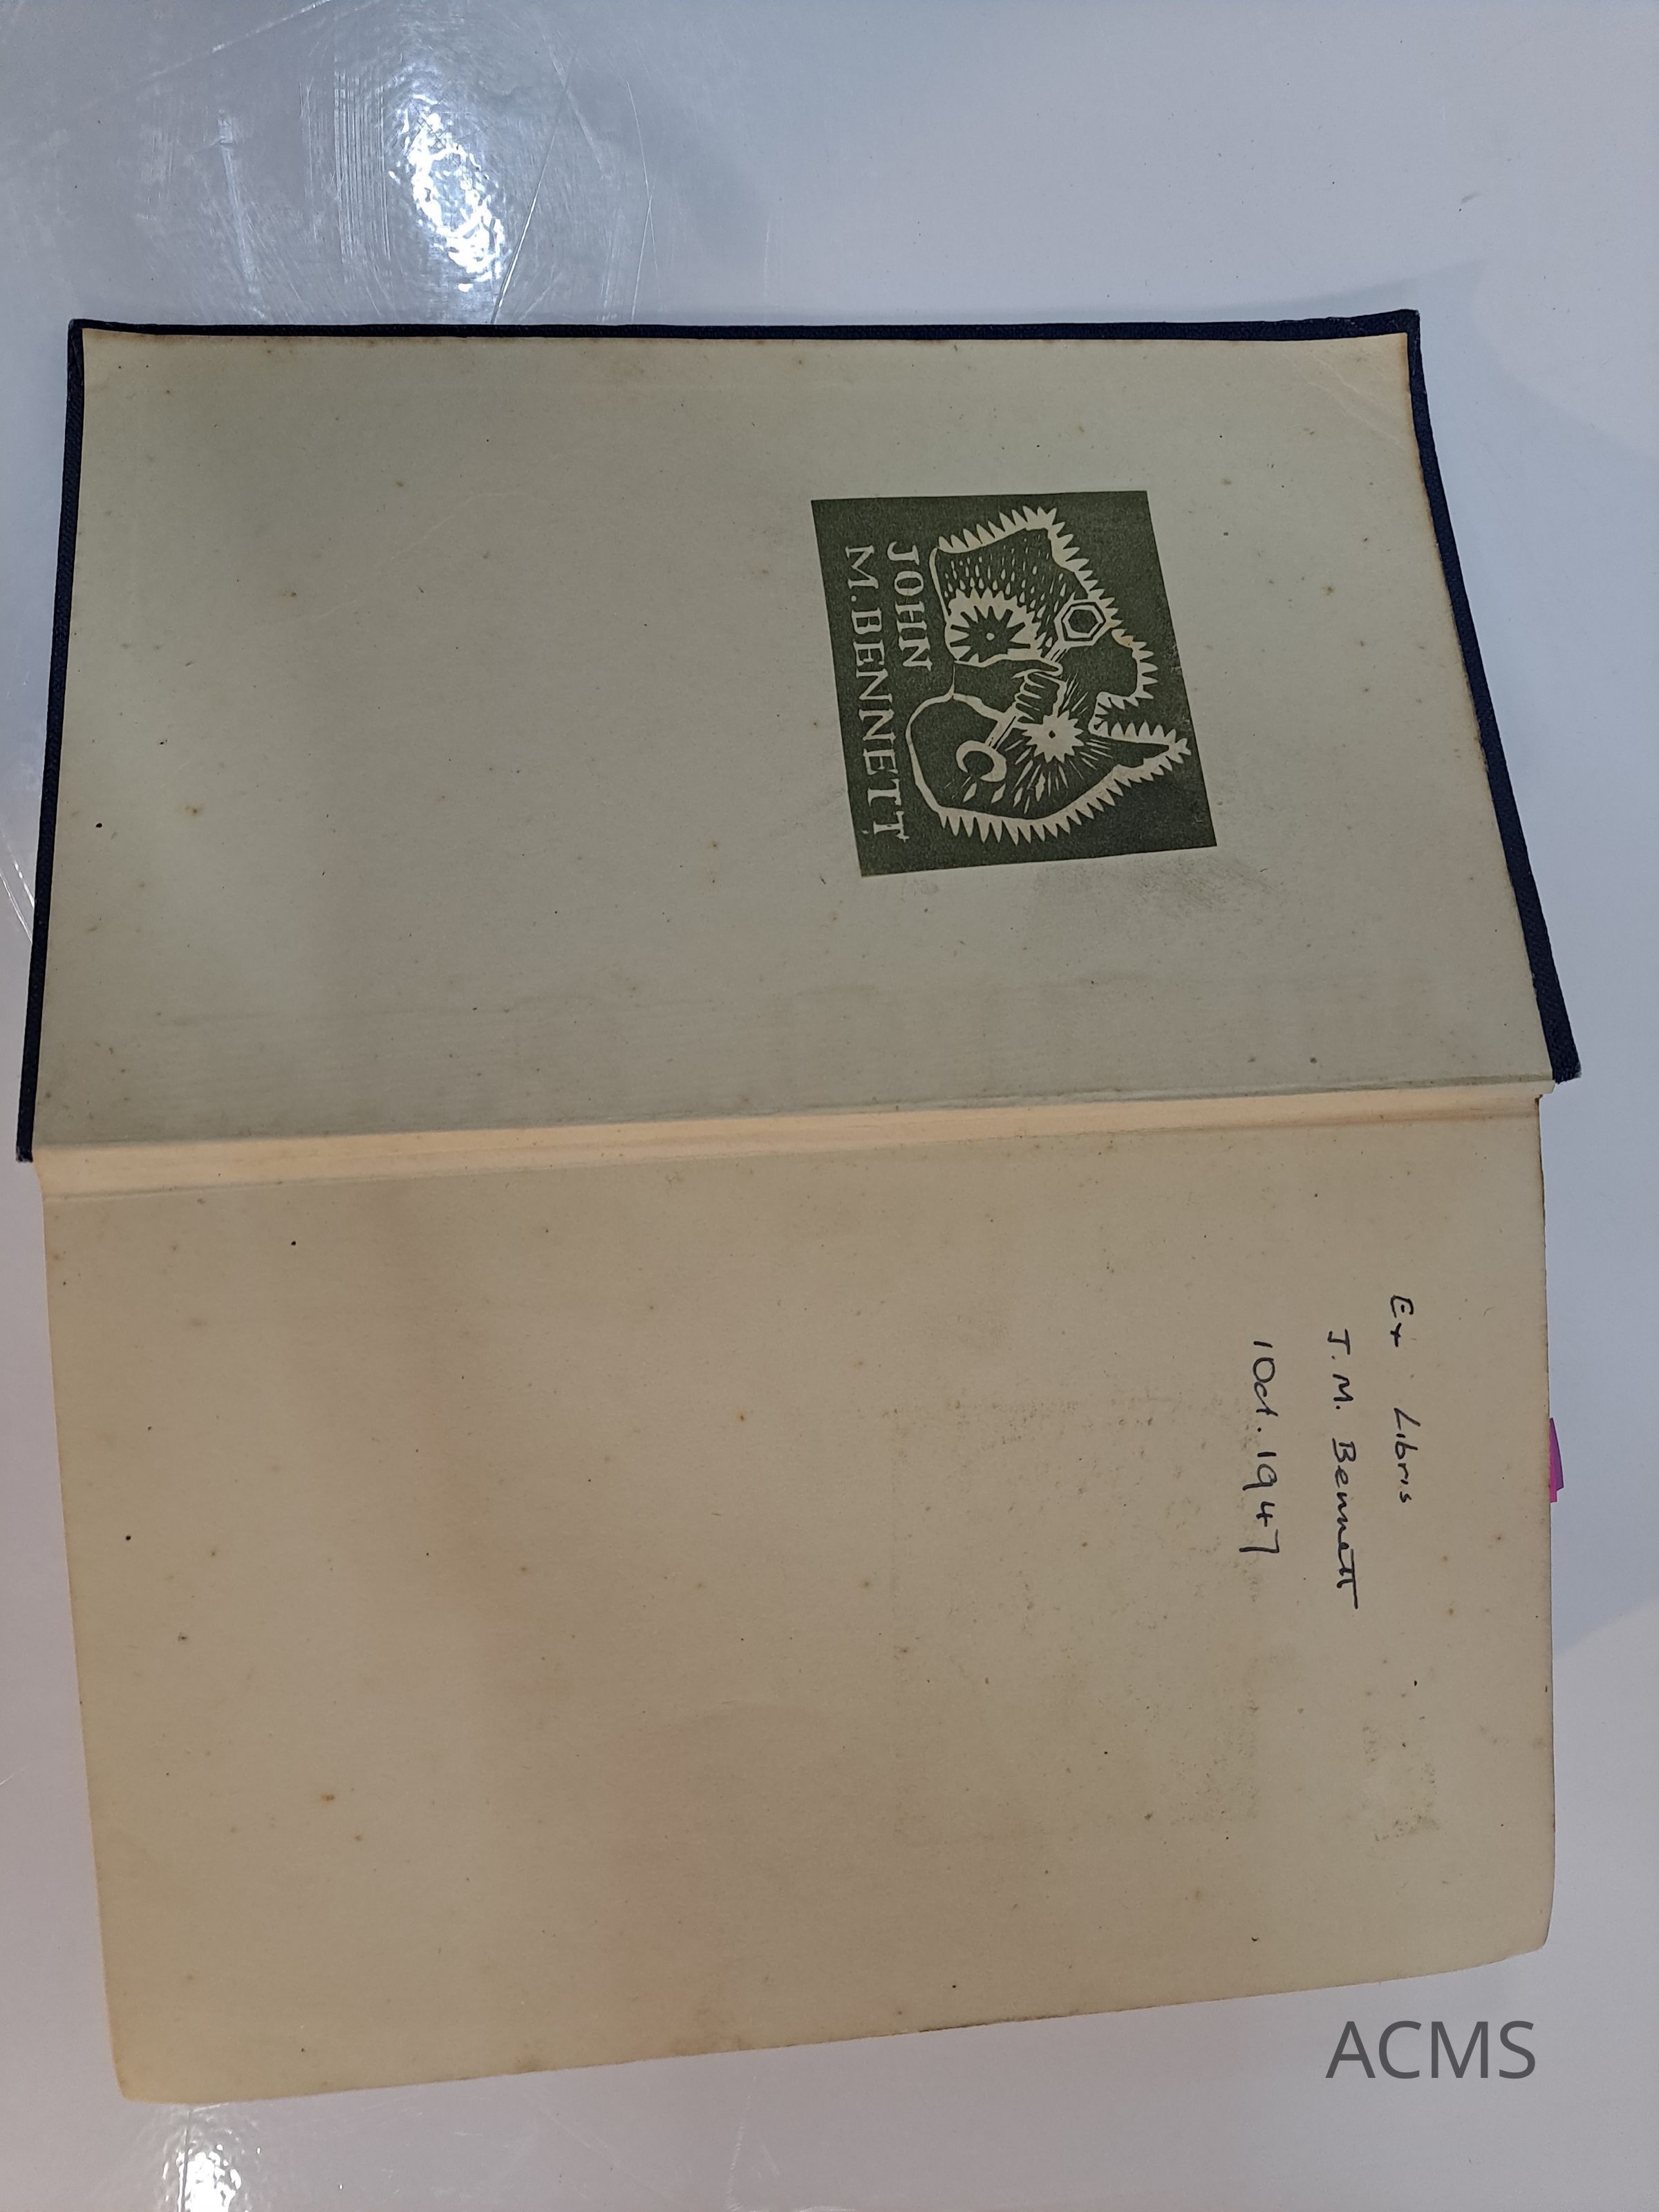 JOHN
M. BENNETT
Ex Libris
J. M. Bennett
1 Oct. 1947
ACMS